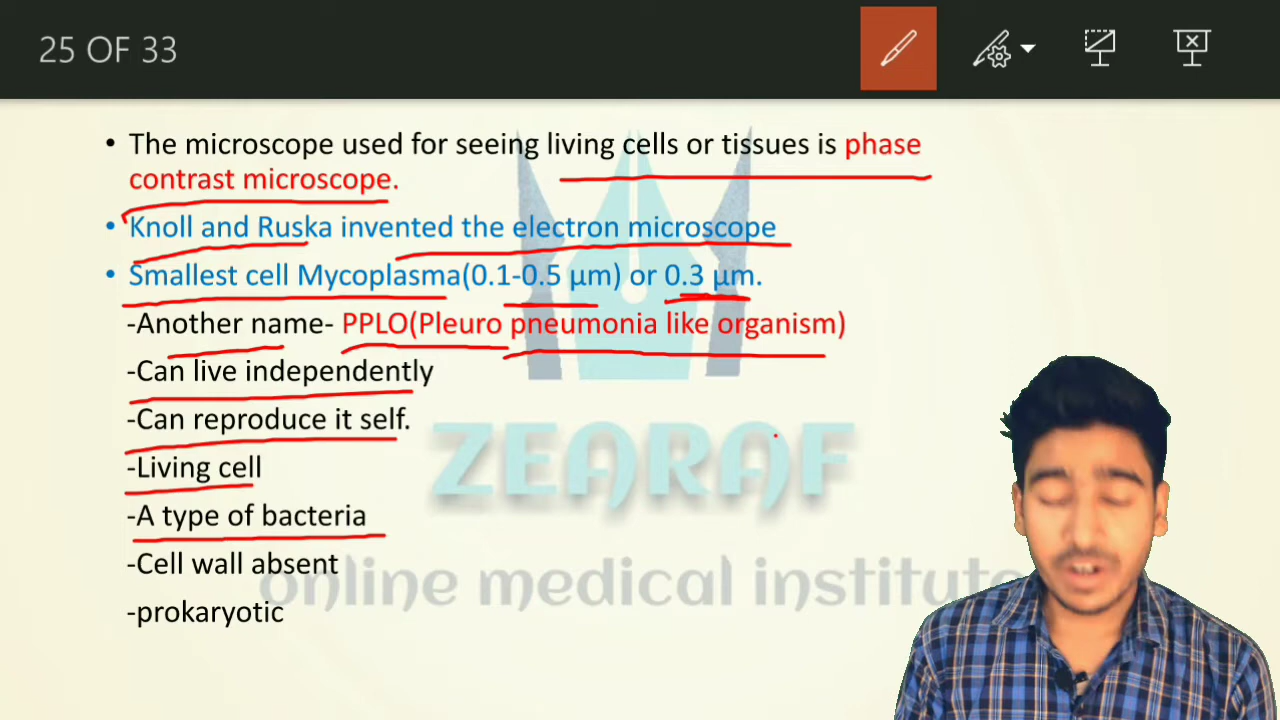 25 OF 33
• The microscope used for seeing living cells or tissues is phase
contrast microscope.
• Knoll and Ruska invented the electron microscope
• Smallest cell Mycoplasma(0.1-0.5 μm) or 0.3 μm.
-Another name- PPLO(Pleuro pneumonia like organism)
-Can live independently
-Can reproduce it self.
-Living cell
-A type of bacteria
-Cell wall absent
-prokaryotic
ZEARAF
online medical institute